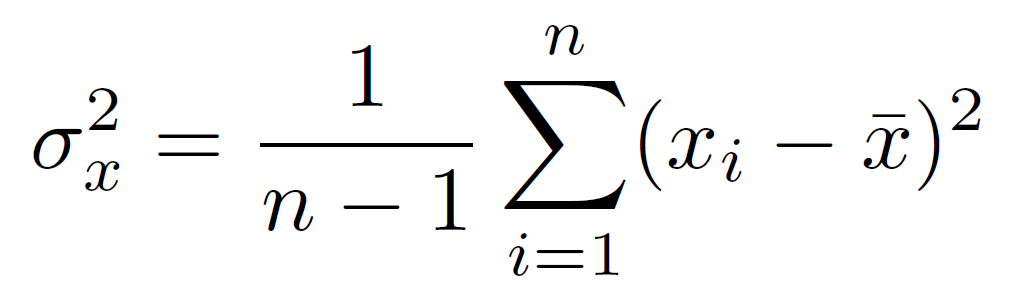 σ_x^2 = \frac{1}{n-1} \sum_{i=1}^{n} (x_i - \bar{x})^2